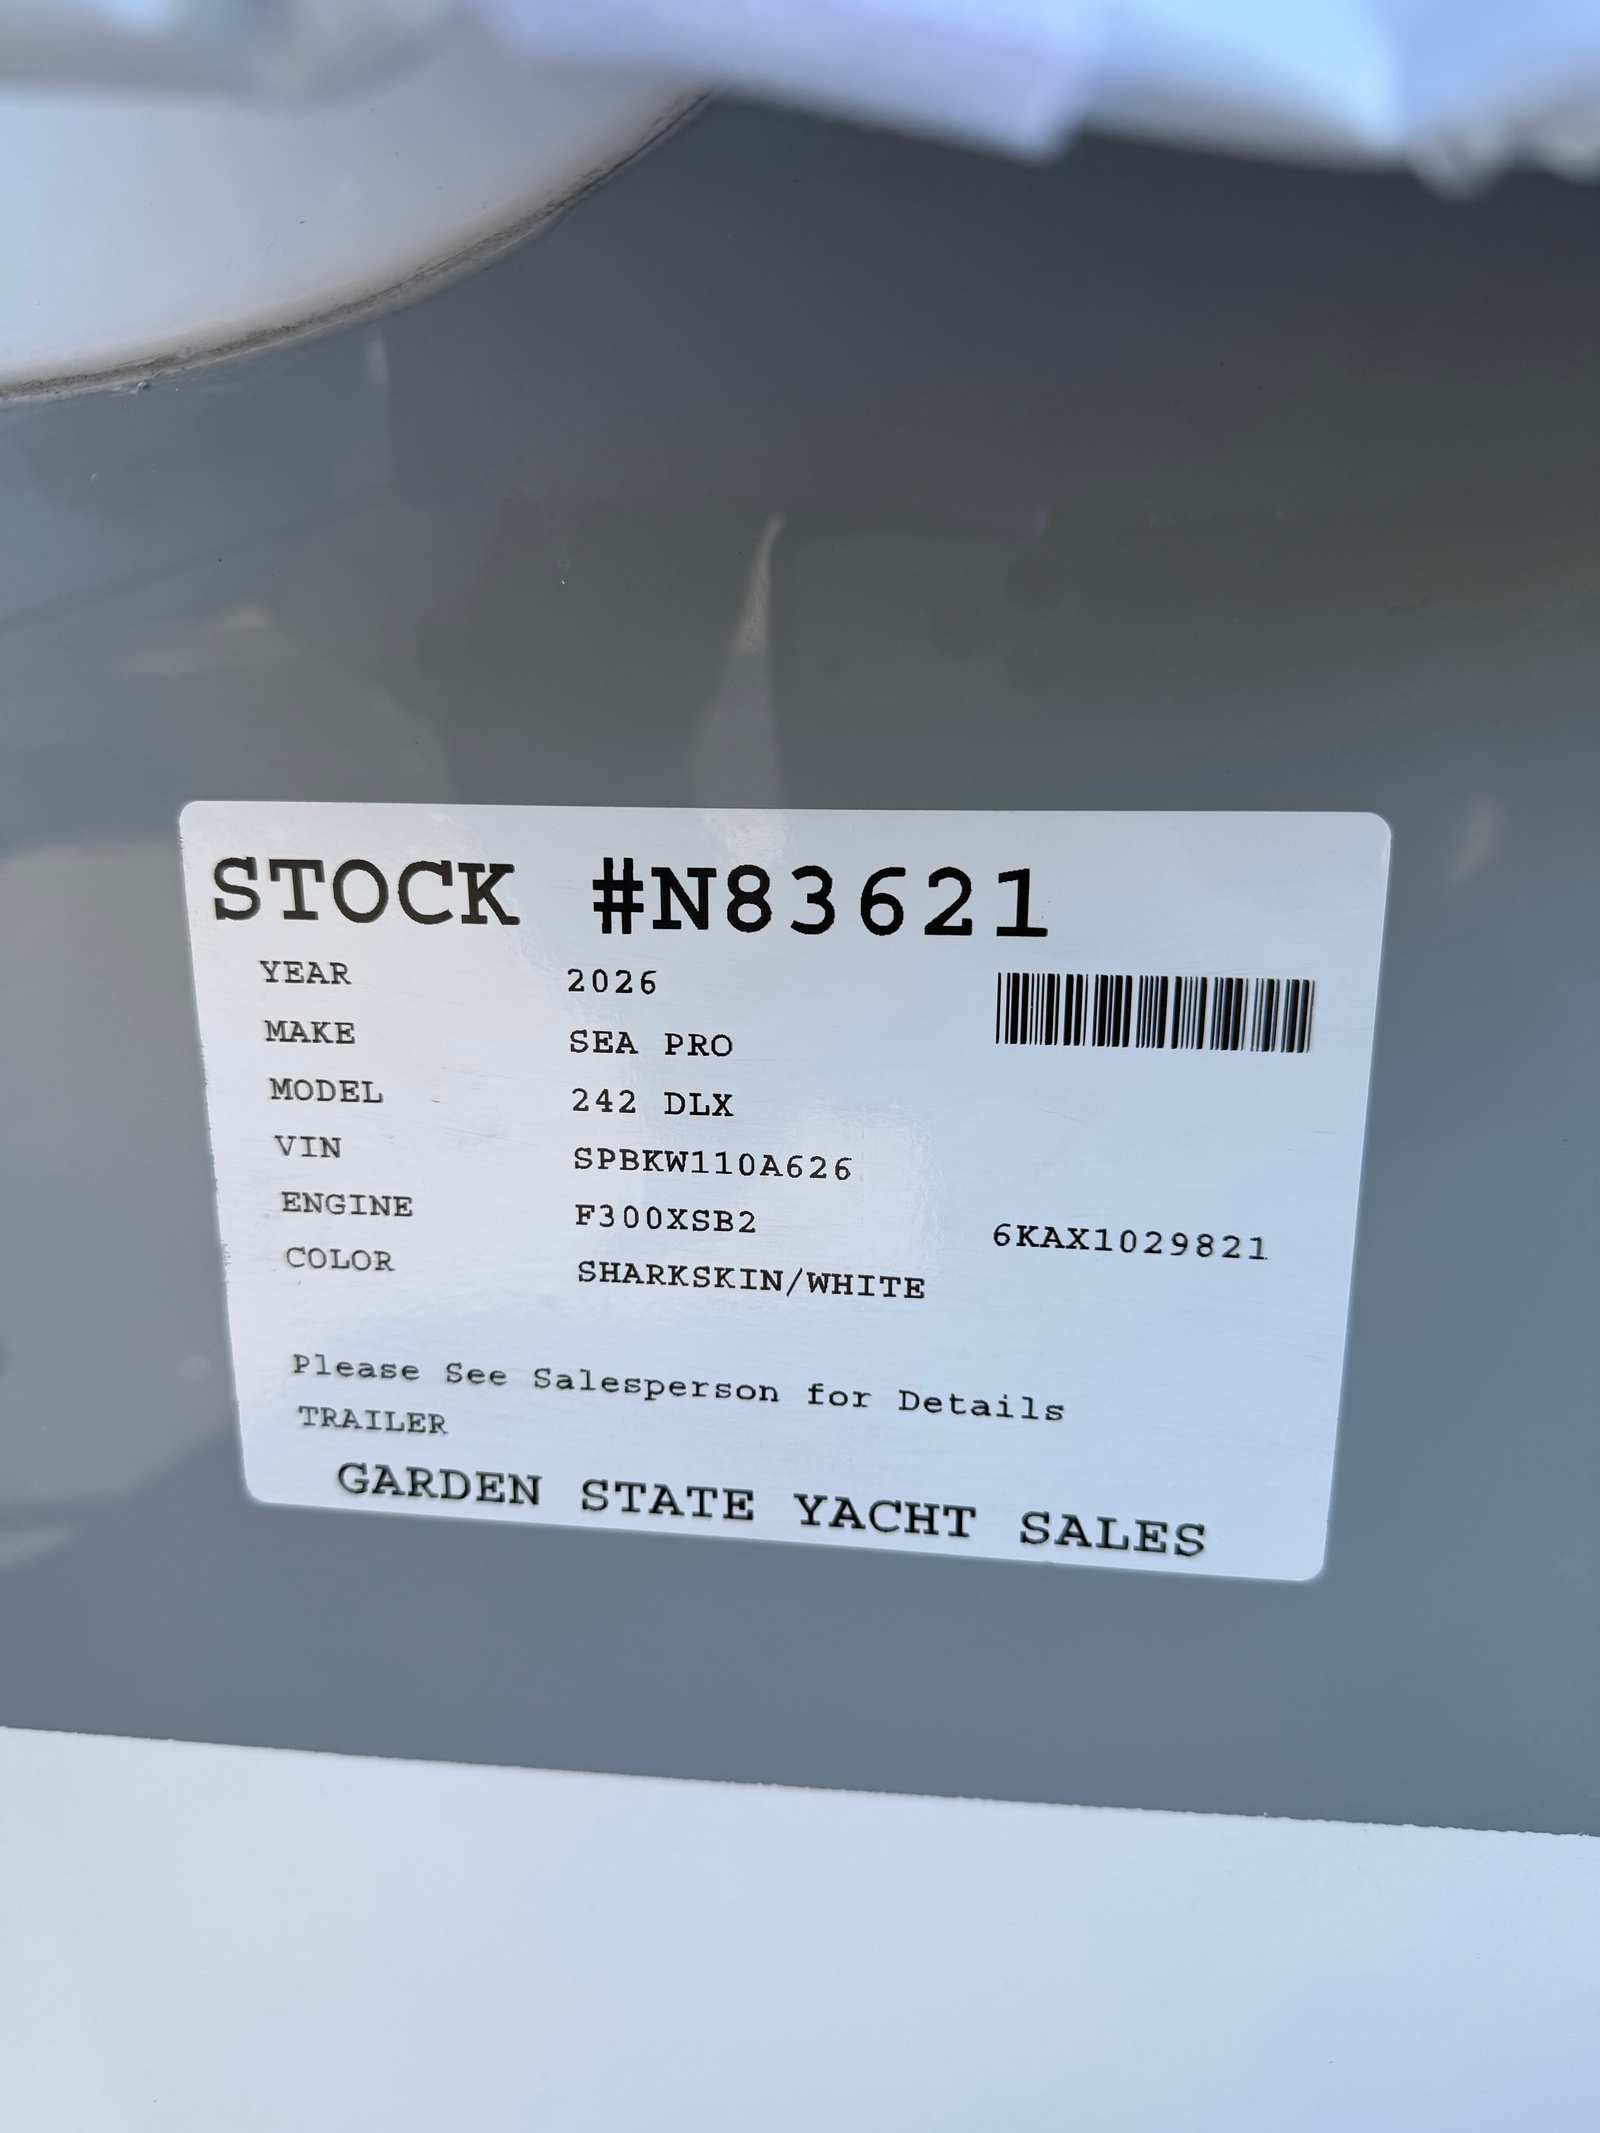 STOCK #N83621
YEAR 2026
MAKE SEA PRO
MODEL 242 DLX
VIN SPBKW110A626
ENGINE F300XSB2 6KAX1029821
COLOR SHARKSKIN/WHITE
Please See Salesperson for Details
TRAILER
GARDEN STATE YACHT SALES